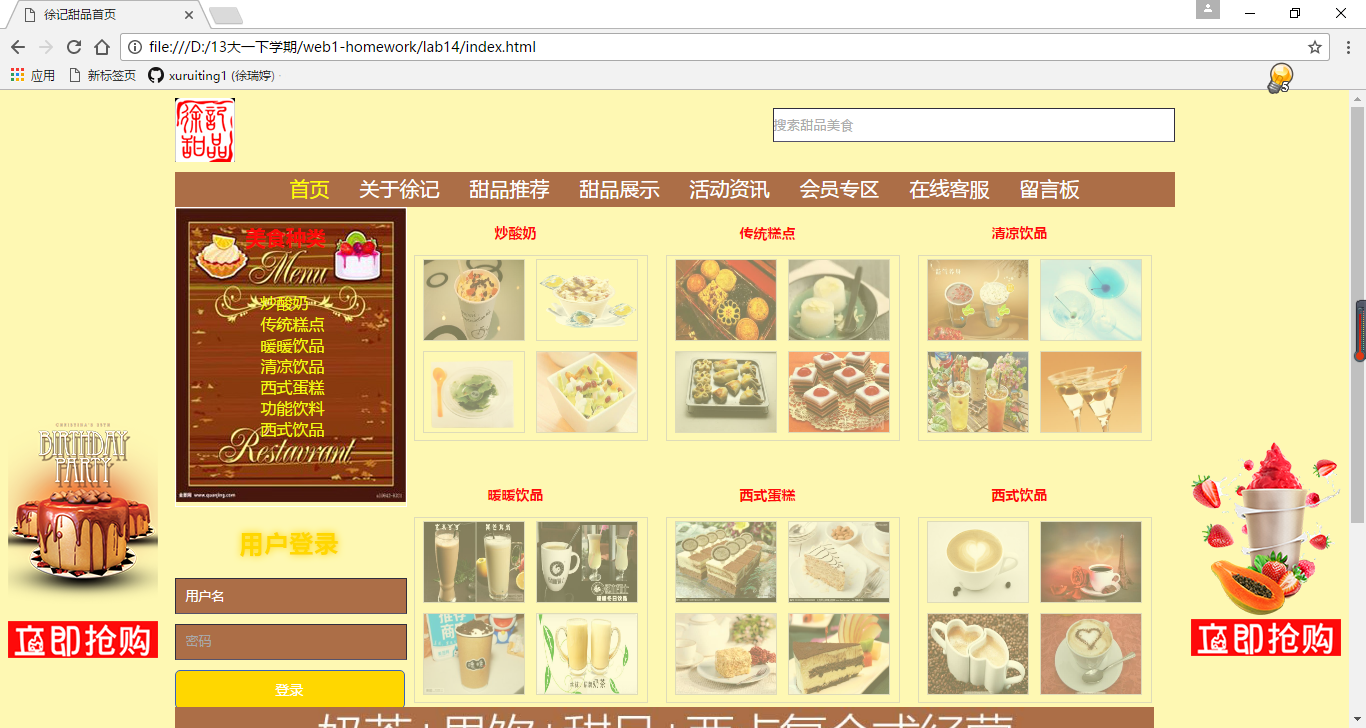 徐记甜品首页
file:///D:/13大一下学期/web1-homework/lab14/index.html
应用 新标签页 xuruiting1 (徐瑞婷)
5
徐記
甜品
搜索甜品美食
首页 关于徐记 甜品推荐 甜品展示 活动资讯 会员专区 在线客服 留言板
美食种类
Menu
炒酸奶
传统糕点
暖暖饮品
清凉饮品
西式蛋糕
功能饮料
西式饮品
Restaurant
www.quanjing.com
炒酸奶 传统糕点 清凉饮品
暖暖饮品 西式蛋糕 西式饮品
BIRTHDAY
PARTY
立即抢购
用户登录
用户名
密码
登录
立即抢购